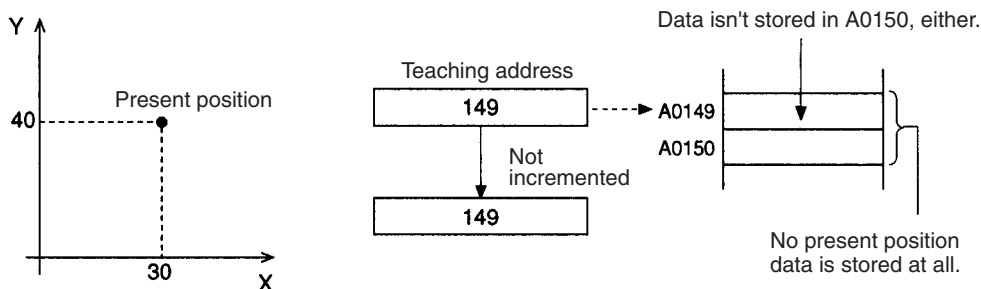 Y
40
Present position
30
X
Teaching address
149
Not
incremented
149
Data isn't stored in A0150, either.
A0149
A0150
No present position
data is stored at all.